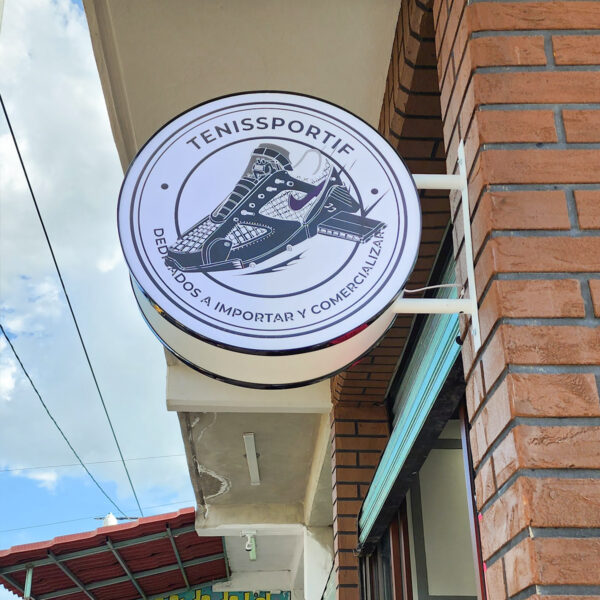 TENISSPORTIF
DEDICADOS A IMPORTAR Y COMERCIALIZAR